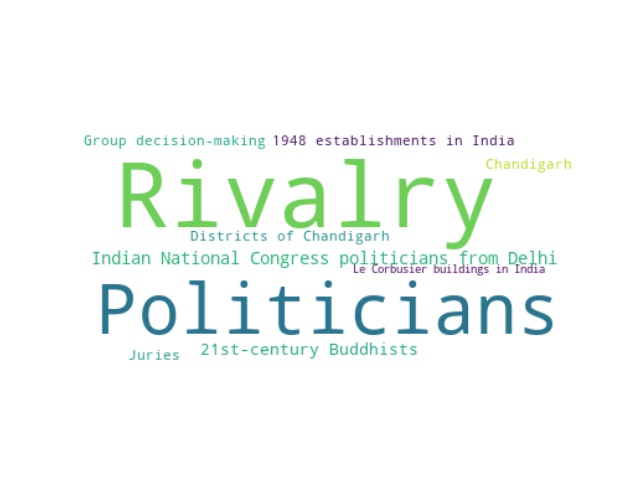 Group decision-making 1948 establishments in India
Rivalry
Chandigarh
Districts of Chandigarh
Indian National Congress politicians from Delhi
Le Corbusier buildings in India
Politicians
21st-century Buddhists
Juries